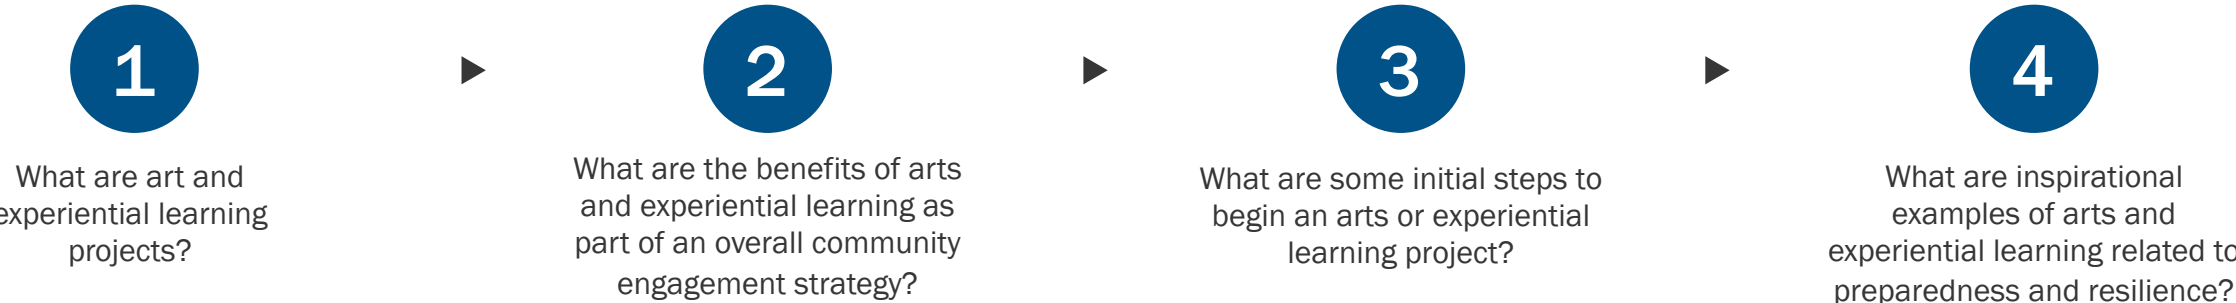 1
What are art and
experiential learning
projects?
2
What are the benefits of arts
and experiential learning as
part of an overall community
engagement strategy?
3
What are some initial steps to
begin an arts or experiential
learning project?
4
What are inspirational
examples of arts and
experiential learning related to
preparedness and resilience?